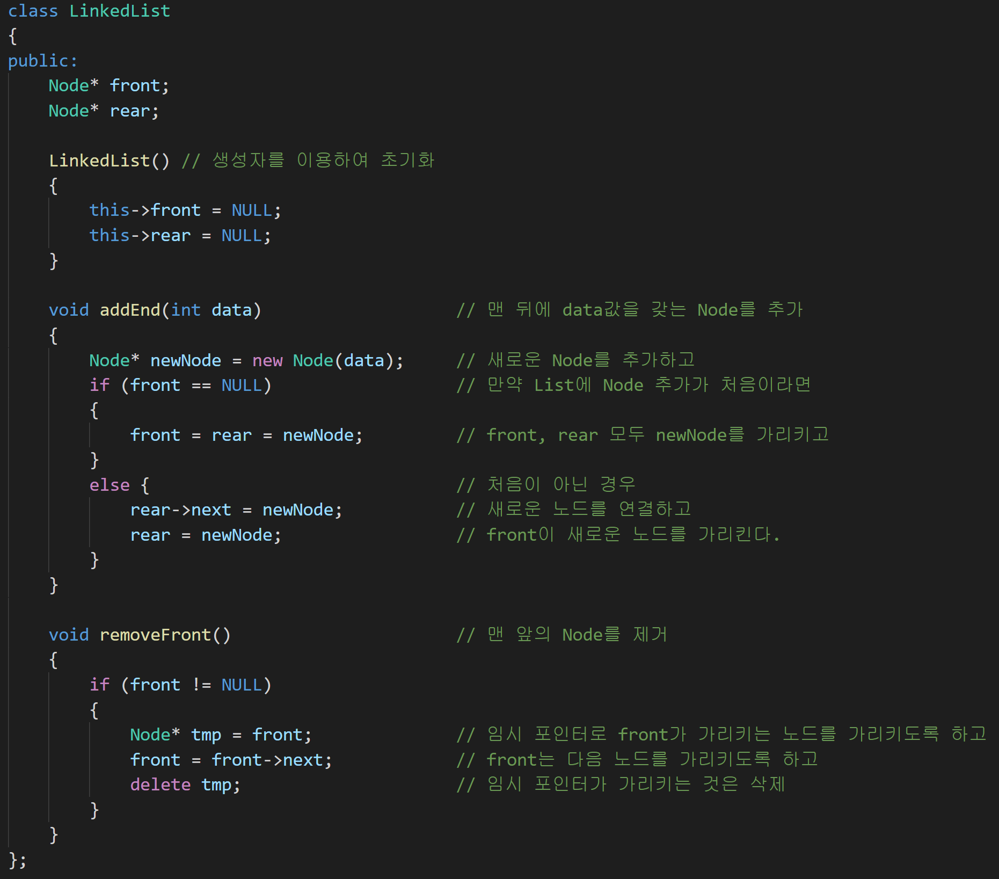 class LinkedList
{
public:
    Node* front;
    Node* rear;

    LinkedList() // 생성자를 이용하여 초기화
    {
        this->front = NULL;
        this->rear = NULL;
    }

    void addEnd(int data)                   // 맨 뒤에 data값을 갖는 Node를 추가
    {
        Node* newNode = new Node(data);     // 새로운 Node를 추가하고
        if (front == NULL)                  // 만약 List에 Node 추가가 처음이라면
        {
            front = rear = newNode;         // front, rear 모두 newNode를 가리키고
        }
        else {                              // 처음이 아닌 경우
            rear->next = newNode;           // 새로운 노드를 연결하고
            rear = newNode;                 // front이 새로운 노드를 가리킨다.
        }
    }

    void removeFront()                      // 맨 앞의 Node를 제거
    {
        if (front != NULL)
        {
            Node* tmp = front;              // 임시 포인터로 front가 가리키는 노드를 가리키도록 하고
            front = front->next;            // front는 다음 노드를 가리키도록 하고
            delete tmp;                     // 임시 포인터가 가리키는 것은 삭제
        }
    }
};